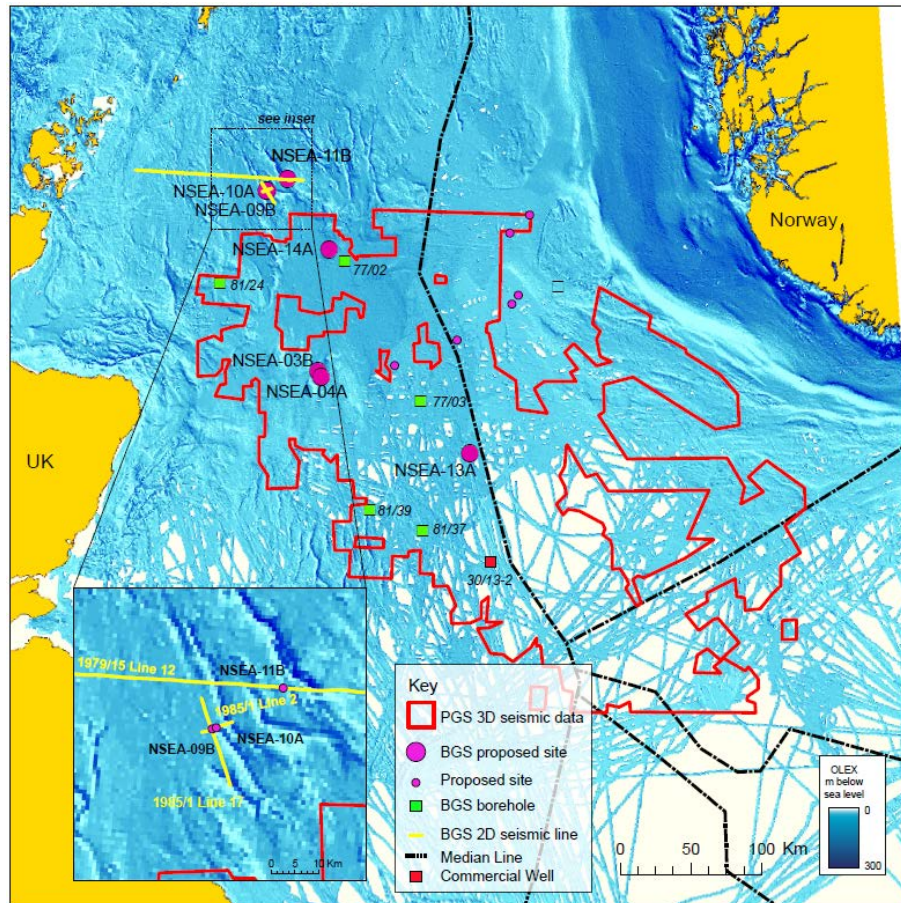 see inset
NSEA-11B
NSEA-10A
NSEA-09B
Norway
NSEA-14A
77/02
81/24
NSEA-03B
NSEA-04A
77/03
UK
NSEA-13A
81/39
81/37
30/13-2
1979/15 Line 12
NSEA-11B
1985/1 Line 2
NSEA-09B
NSEA-10A
1985/1 Line 17
0 5 10 Km
Key
PGS 3D seismic data
BGS proposed site
Proposed site
BGS borehole
BGS 2D seismic line
Median Line
Commercial Well
0 50 100 Km
OLEX
m below
sea level
0
300